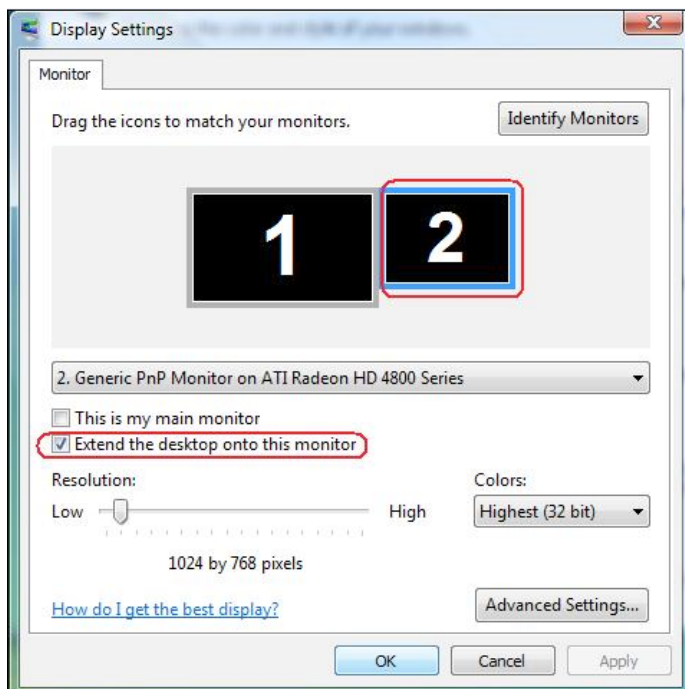 Display Settings
Monitor
Drag the icons to match your monitors.
Identify Monitors
1
2
2. Generic PnP Monitor on ATI Radeon HD 4800 Series
This is my main monitor
Extend the desktop onto this monitor
Resolution:
Colors:
Low
High
Highest (32 bit)
1024 by 768 pixels
How do I get the best display?
Advanced Settings...
OK
Cancel
Apply